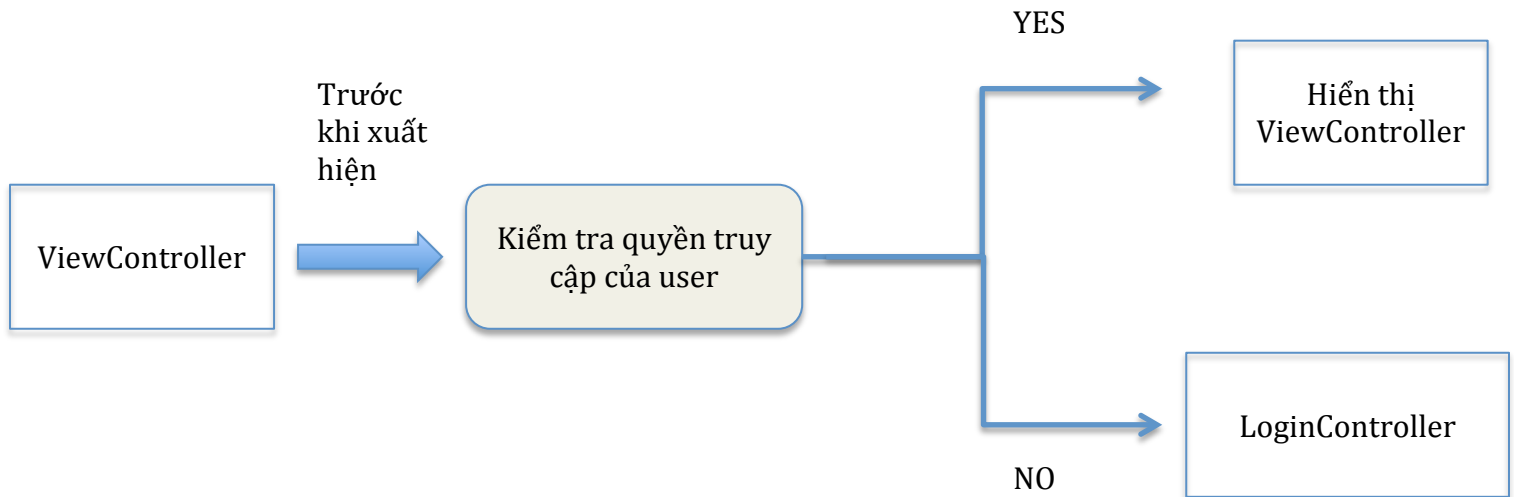 YES
Trước
khi xuất
hiện
Hiển thị
ViewController
ViewController
Kiểm tra quyền truy
cập của user
LoginController
NO